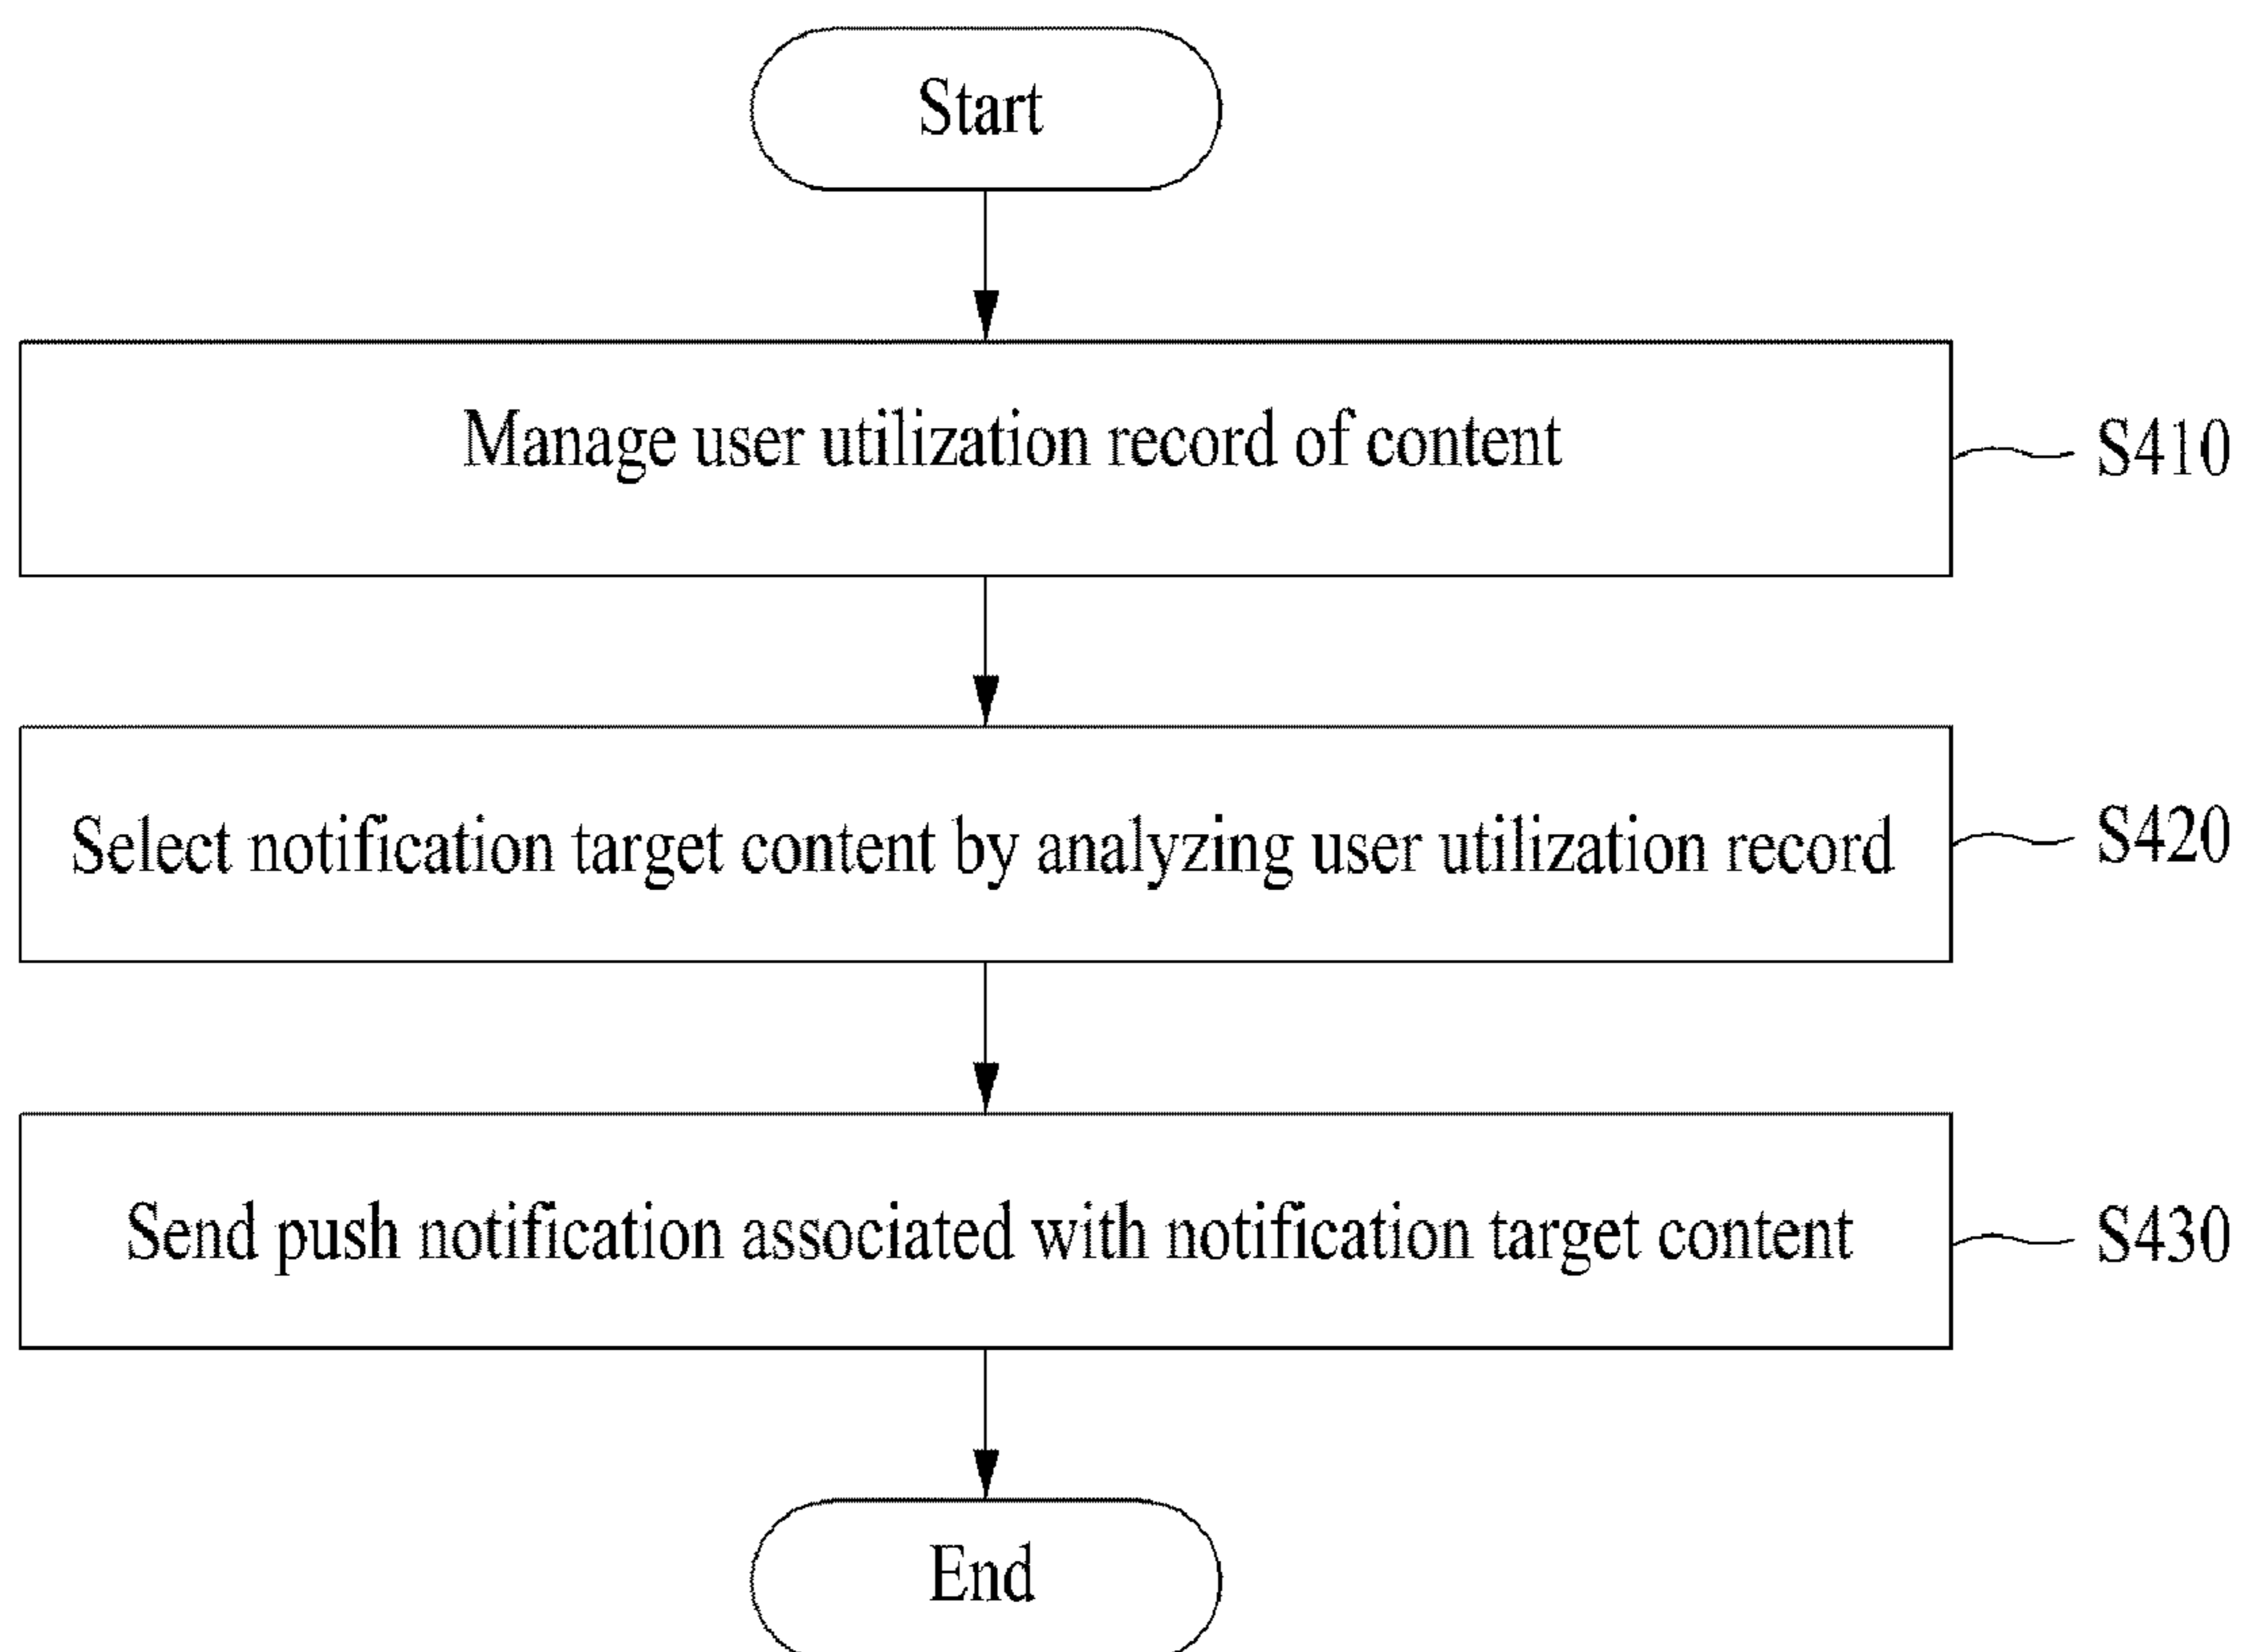 Start
Manage user utilization record of content
S410
Select notification target content by analyzing user utilization record
S420
Send push notification associated with notification target content
S430
End